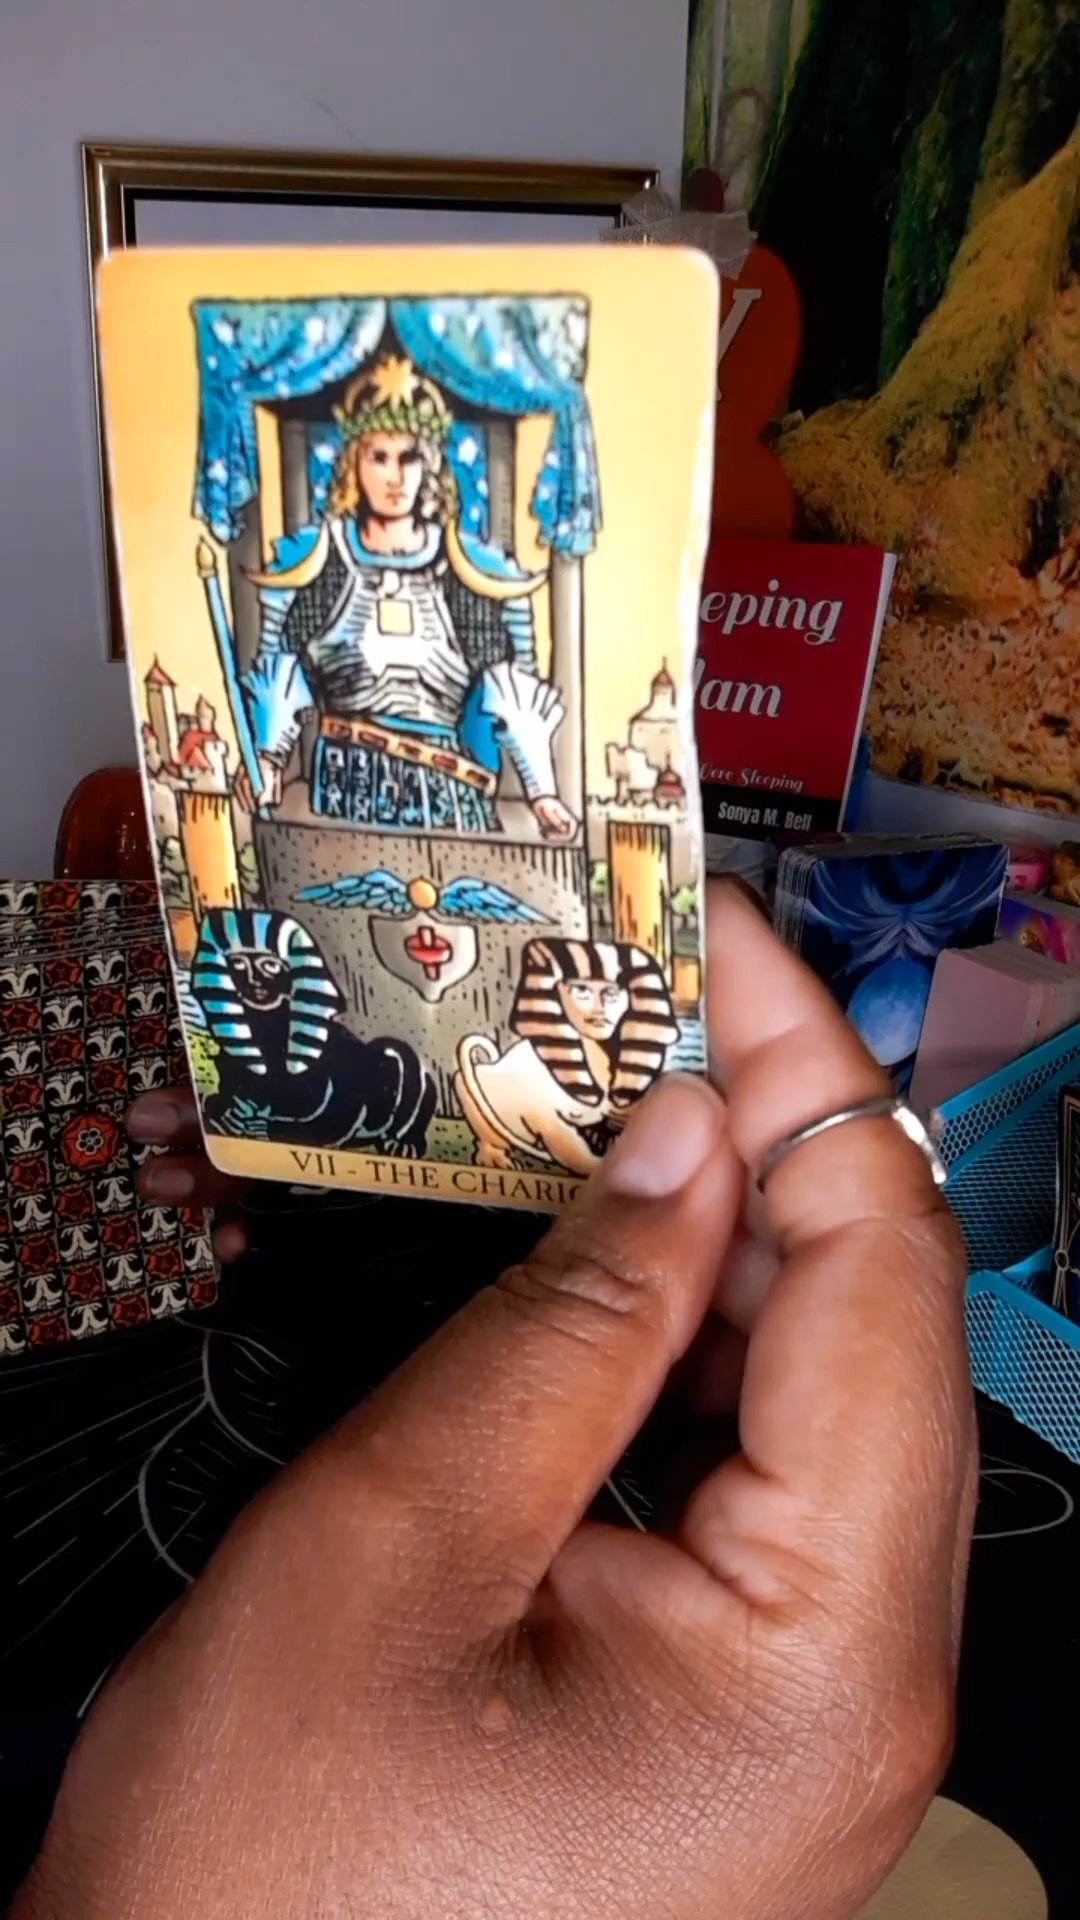 Y
eping
lam
Were Sleeping
Sonya M. Bell
VII - THE CHARIO